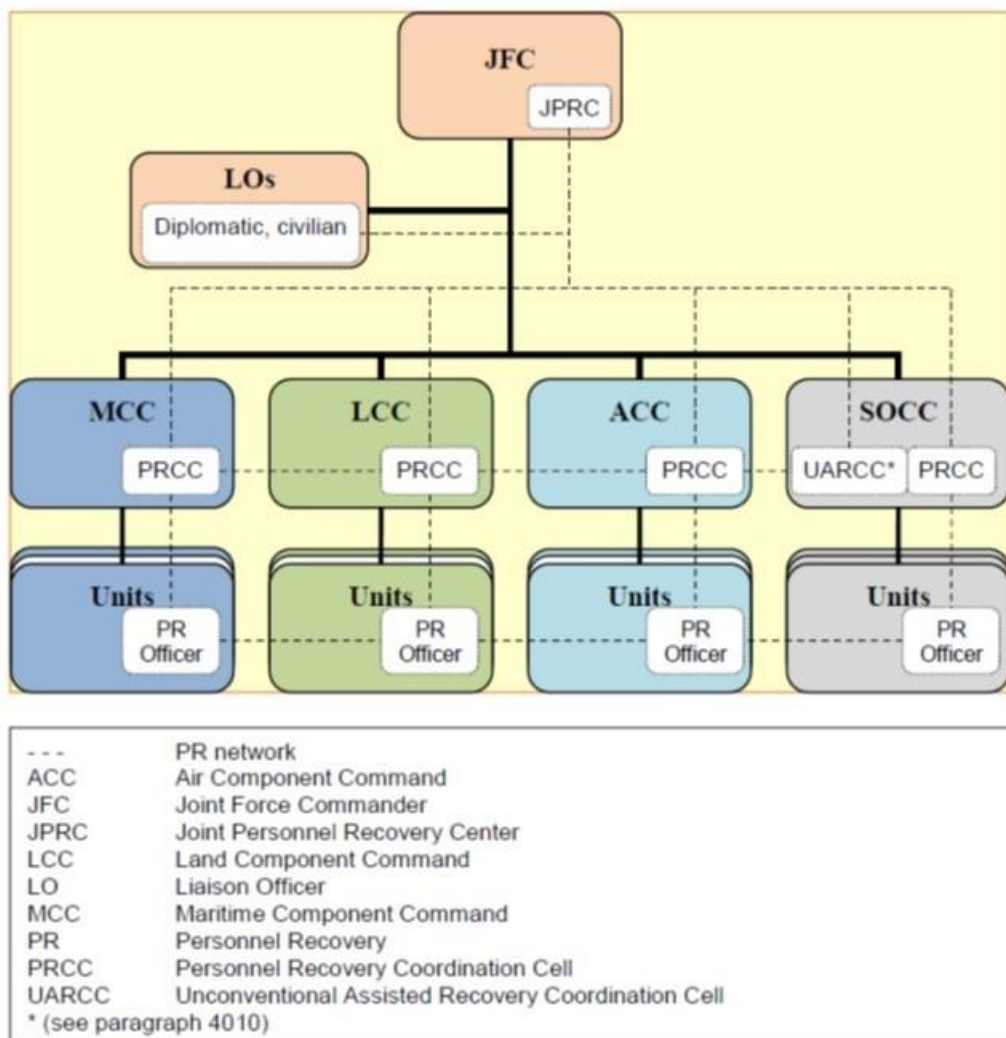 JFC
JPRC
LOs
Diplomatic, civilian
MCC LCC ACC SOCC
PRCC PRCC PRCC UARCC* PRCC
Units Units Units Units
PR PR PR PR
Officer Officer Officer Officer
- - - PR network
ACC Air Component Command
JFC Joint Force Commander
JPRC Joint Personnel Recovery Center
LCC Land Component Command
LO Liaison Officer
MCC Maritime Component Command
PR Personnel Recovery
PRCC Personnel Recovery Coordination Cell
UARCC Unconventional Assisted Recovery Coordination Cell
* (see paragraph 4010)